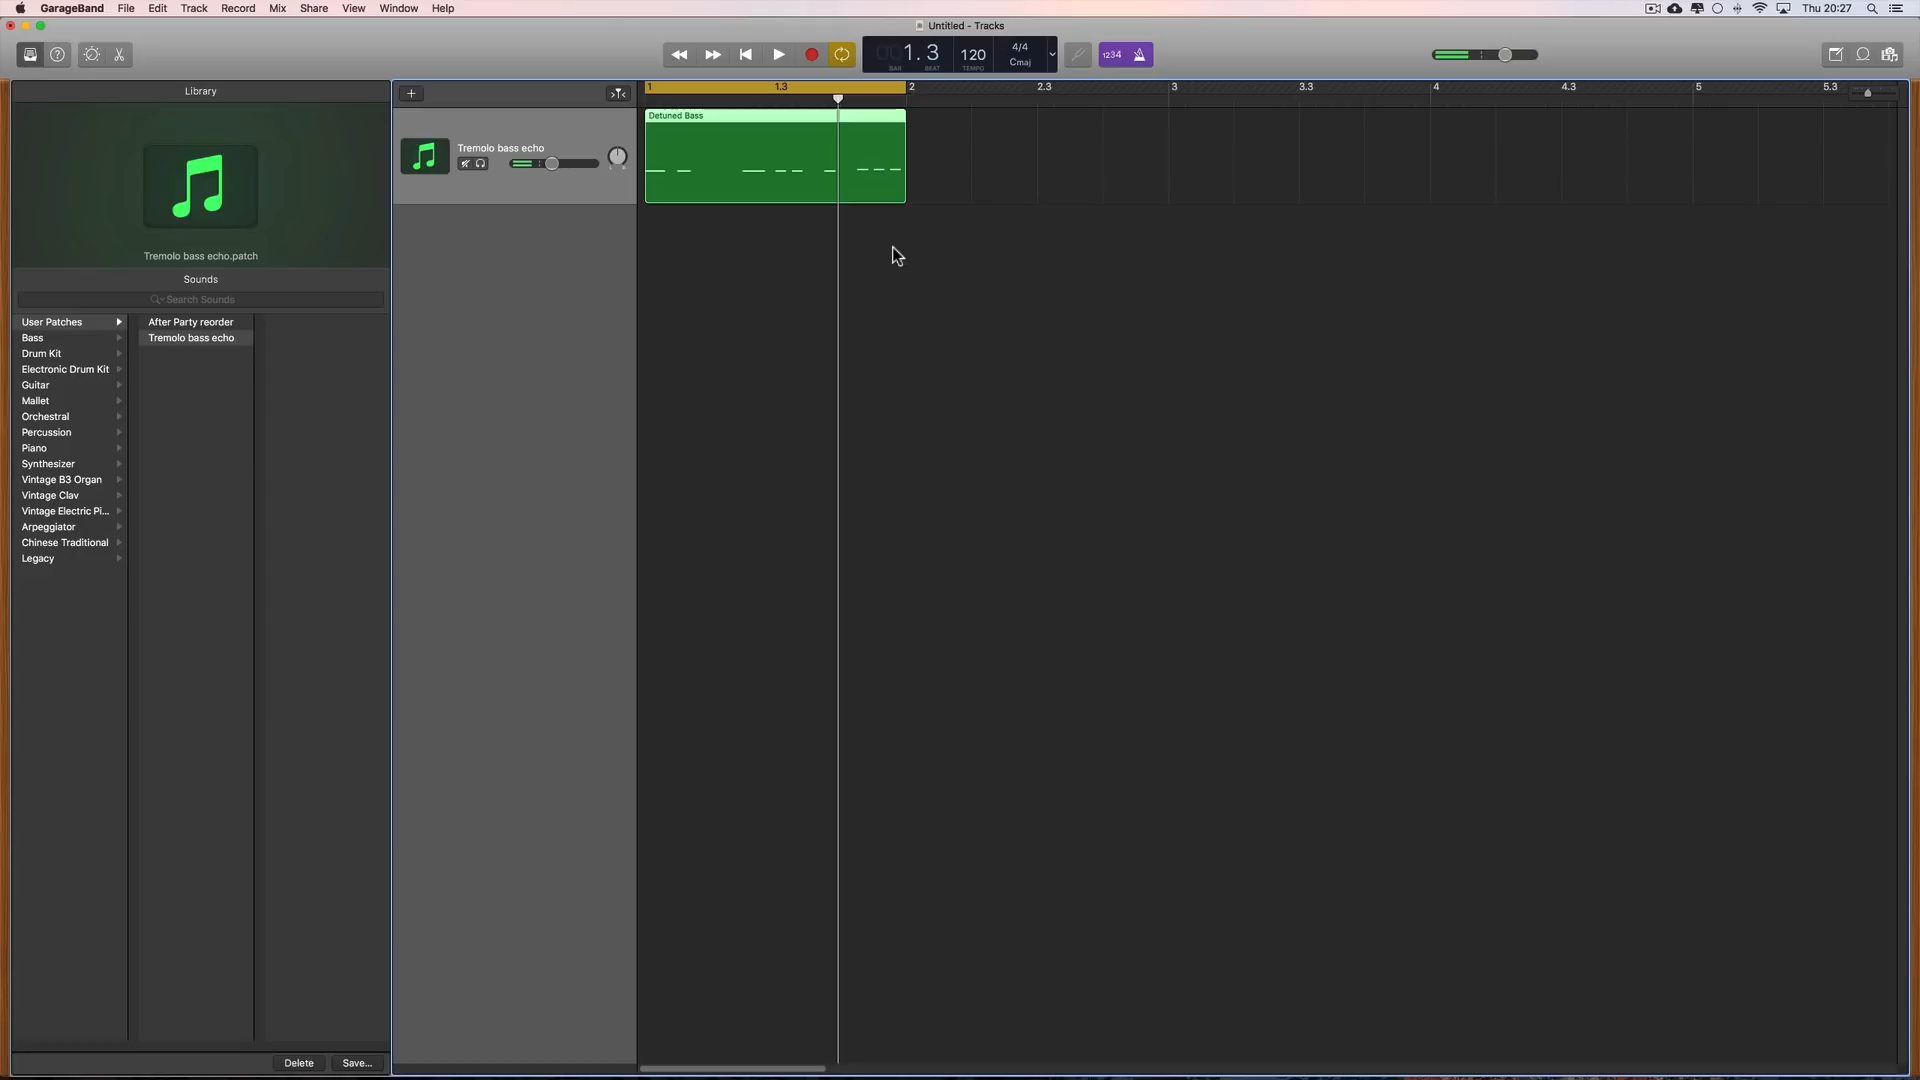 GarageBand File Edit Track Record Mix Share View Window Help
Thu 20:27
Untitled - Tracks
1.3
BAR BEAT
120
TEMPO
4/4
Cmaj
1234
Library
1 1.3 2 2.3 3 3.3 4 4.3 5 5.3
Detuned Bass
Tremolo bass echo
Tremolo bass echo.patch
Sounds
Search Sounds
User Patches
After Party reorder
Bass
Tremolo bass echo
Drum Kit
Electronic Drum Kit
Guitar
Mallet
Orchestral
Percussion
Piano
Synthesizer
Vintage B3 Organ
Vintage Clav
Vintage Electric Pi...
Arpeggiator
Chinese Traditional
Legacy
Delete
Save...